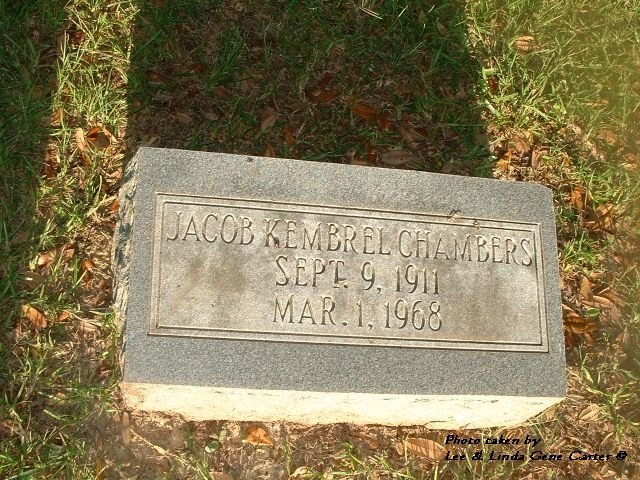 JACOB KEMBREL CHAMBERS
SEPT. 9, 1911
MAR. 1, 1968
Photo taken by
Lee & Linda Gene Carter ©